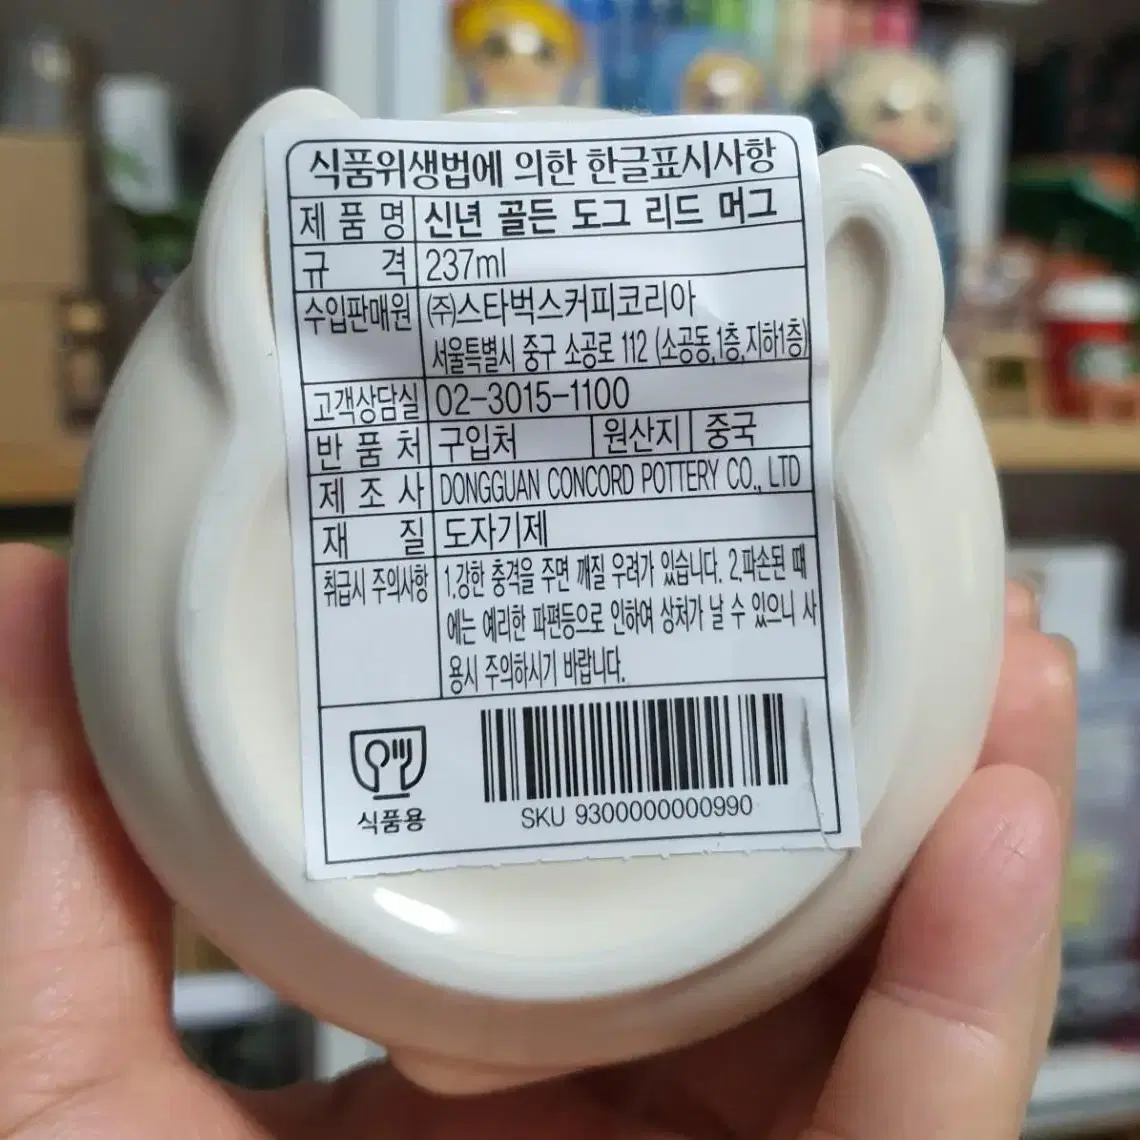 식품위생법에 의한 한글표시사항
제 품 명 신년 골든 도그 리드 머그
규 격 237ml
수입판매원 (주)스타벅스커피코리아
서울특별시 중구 소공로 112 (소공동,1층,지하1층)
고객상담실 02-3015-1100
반 품 처 구입처 원산지 중국
제 조 사 DONGGUAN CONCORD POTTERY CO., LTD
재 질 도자기제
취급시 주의사항 1.강한 충격을 주면 깨질 우려가 있습니다. 2.파손된 때
에는 예리한 파편등으로 인하여 상처가 날 수 있으니 사
용시 주의하시기 바랍니다.
식품용
SKU 9300000000990